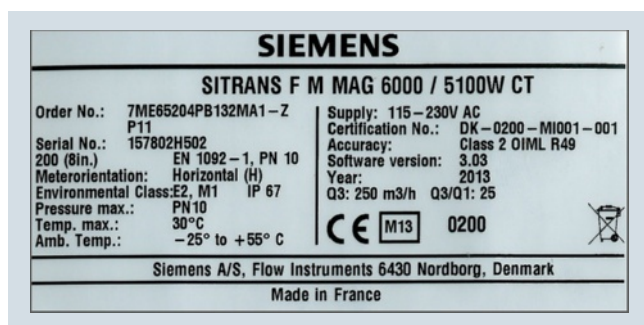 SIEMENS
SITRANS F M MAG 6000 / 5100W CT
Order No.: 7ME65204PB132MA1-Z
P11
Serial No.: 157802H502
200 (8in.) EN 1092-1, PN 10
Meterorientation: Horizontal (H)
Environmental Class:E2, M1 IP 67
Pressure max.: PN10
Temp. max.: 30°C
Amb. Temp.: -25° to +55° C
Supply: 115-230V AC
Certification No.: DK-0200-MI001-001
Accuracy: Class 2 OIML R49
Software version: 3.03
Year: 2013
Q3: 250 m3/h Q3/Q1: 25
CE M13 0200
Siemens A/S, Flow Instruments 6430 Nordborg, Denmark
Made in France